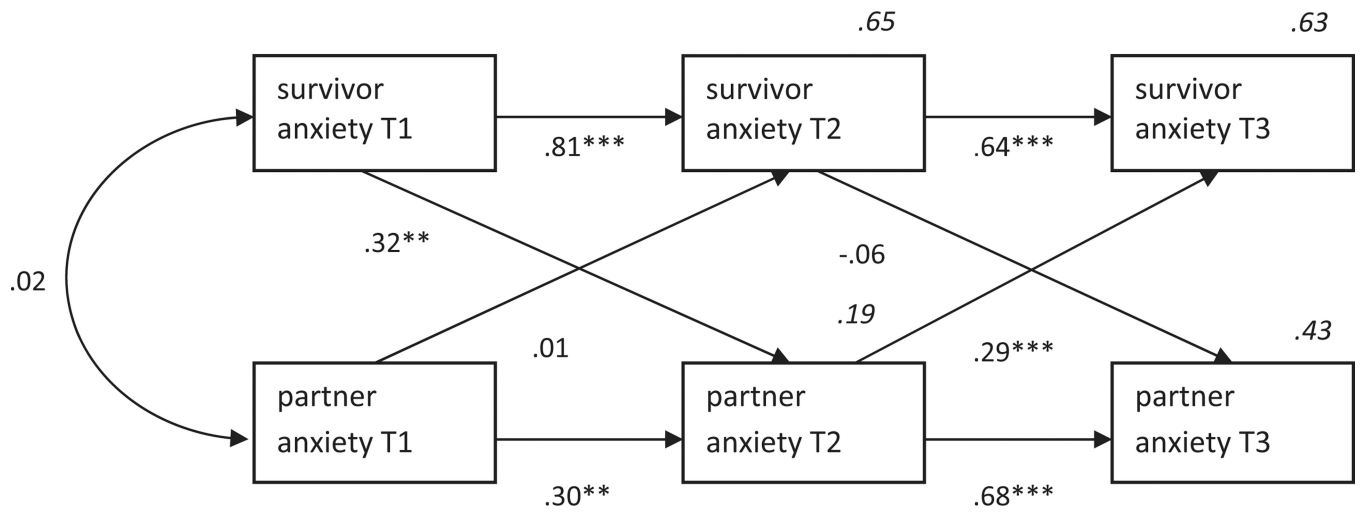 .65
.63
survivor
anxiety T1
survivor
anxiety T2
survivor
anxiety T3
.81***
.64***
.32**
-.06
.02
.19
.01
.29***
.43
partner
anxiety T1
partner
anxiety T2
partner
anxiety T3
.30**
.68***